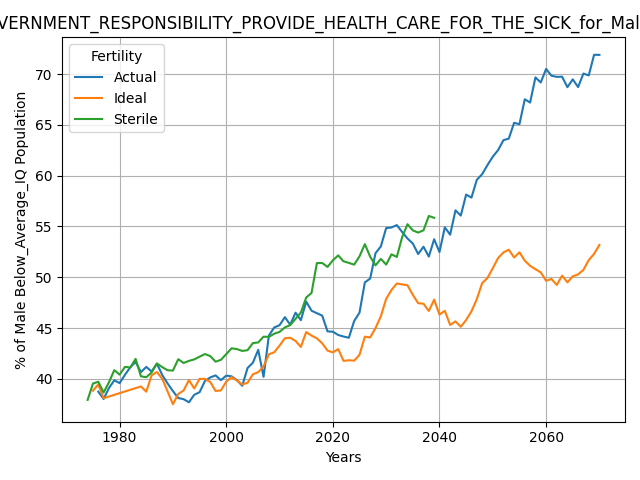 VERNMENT_RESPONSIBILITY_PROVIDE_HEALTH_CARE_FOR_THE_SICK_for_Mal
Fertility
Actual
Ideal
Sterile
% of Male Below_Average_IQ Population
70
65
60
55
50
45
40
1980 2000 2020 2040 2060
Years